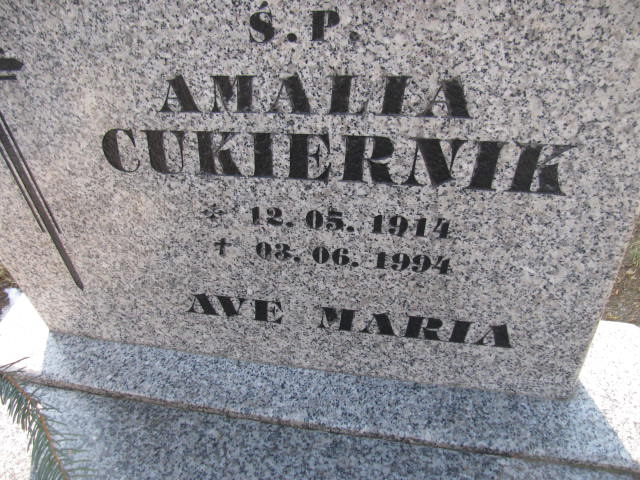 Ś.P.
AMALIA
CUKIERNIK
* 12.05.1914
✝ 03.06.1994
AVE MARIA